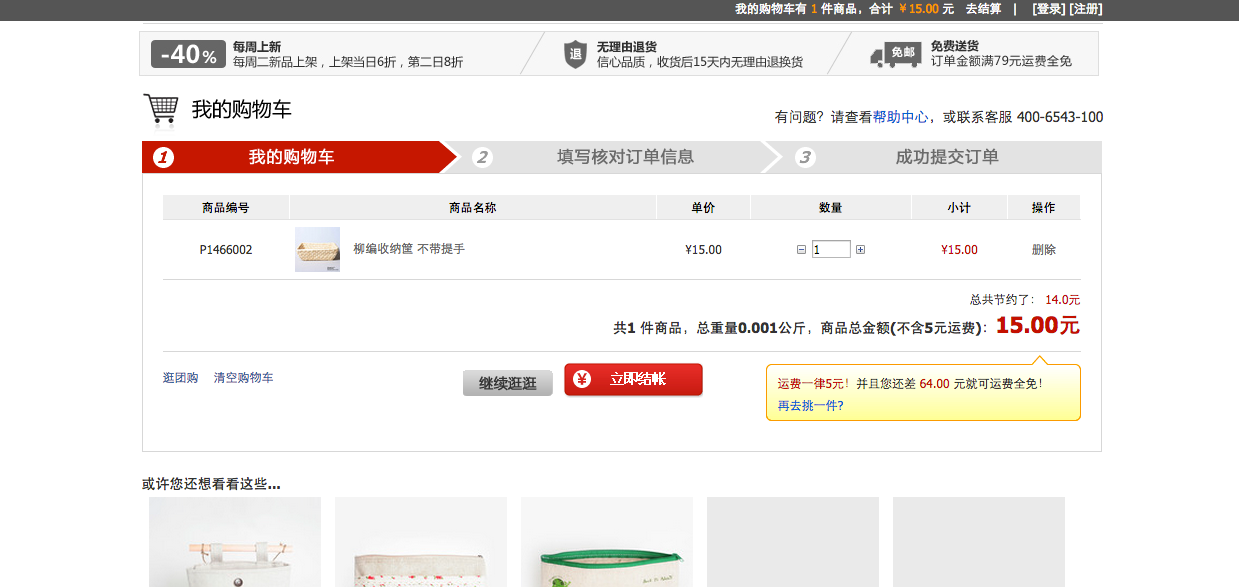 我的购物车有 1 件商品，合计 ￥15.00 元 去结算 | [登录] [注册]
-40%
每周上新
每周二新品上架，上架当日6折，第二日8折
退
无理由退货
信心品质，收货后15天内无理由退换货
免邮
免费送货
订单金额满79元运费全免
我的购物车
有问题？请查看帮助中心，或联系客服 400-6543-100
1 我的购物车 2 填写核对订单信息 3 成功提交订单
商品编号 商品名称 单价 数量 小计 操作
P1466002 柳编收纳筐 不带提手 ¥15.00 1 ¥15.00 删除
总共节约了： 14.0元
共1 件商品，总重量0.001公斤，商品总金额(不含5元运费)： 15.00元
逛团购 清空购物车 继续逛逛 ¥ 立即结帐
运费一律5元！并且您还差 64.00 元就可运费全免！
再去挑一件?
或许您还想看看这些...